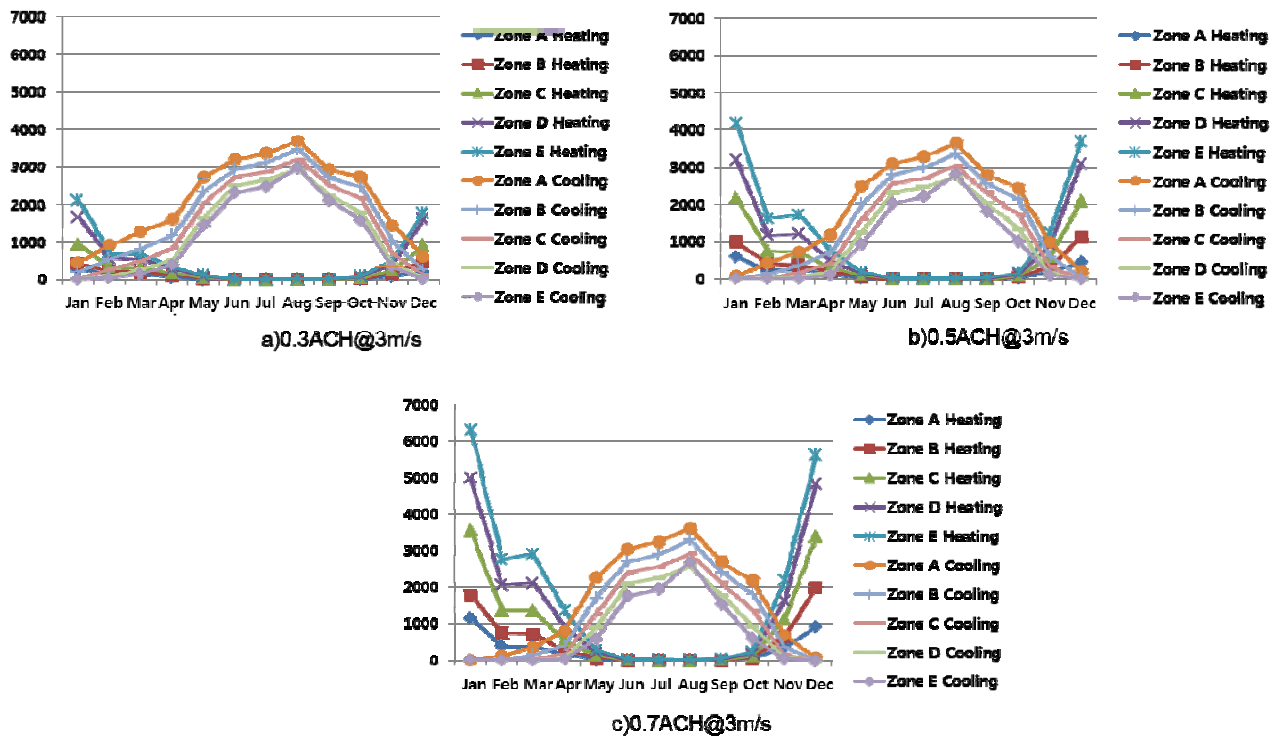 7000
6000
5000
4000
3000
2000
1000
0
Jan Feb Mar Apr May Jun Jul Aug Sep Oct Nov Dec
Zone A Heating
Zone B Heating
Zone C Heating
Zone D Heating
Zone E Heating
Zone A Cooling
Zone B Cooling
Zone C Cooling
Zone D Cooling
Zone E Cooling
a)0.3ACH@3m/s
7000
6000
5000
4000
3000
2000
1000
0
Jan Feb Mar Apr May Jun Jul Aug Sep Oct Nov Dec
Zone A Heating
Zone B Heating
Zone C Heating
Zone D Heating
Zone E Heating
Zone A Cooling
Zone B Cooling
Zone C Cooling
Zone D Cooling
Zone E Cooling
b)0.5ACH@3m/s
7000
6000
5000
4000
3000
2000
1000
0
Jan Feb Mar Apr May Jun Jul Aug Sep Oct Nov Dec
Zone A Heating
Zone B Heating
Zone C Heating
Zone D Heating
Zone E Heating
Zone A Cooling
Zone B Cooling
Zone C Cooling
Zone D Cooling
Zone E Cooling
c)0.7ACH@3m/s